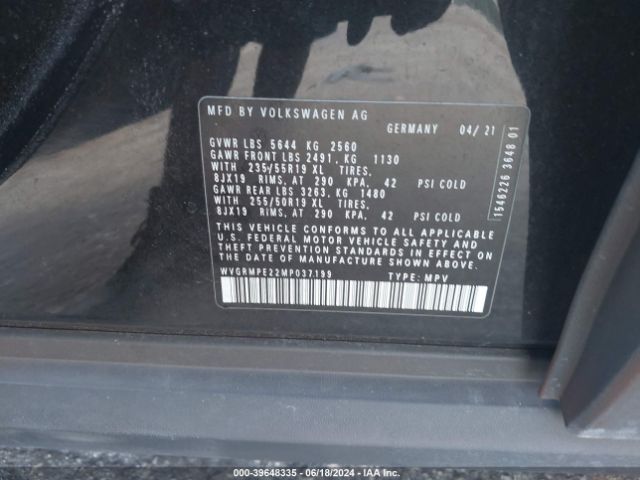 MFD BY VOLKSWAGEN AG
GERMANY 04/21
GVWR LBS 5644 KG 2560
GAWR FRONT LBS 2491, KG 1130
WITH 235/55R19 XL TIRES,
8JX19 RIMS, AT 290 KPA, 42 PSI COLD
GAWR REAR LBS 3263, KG 1480
WITH 255/50R19 XL TIRES,
8JX19 RIMS, AT 290 KPA, 42 PSI COLD
THIS VEHICLE CONFORMS TO ALL APPLICABLE
U.S. FEDERAL MOTOR VEHICLE SAFETY AND
THEFT PREVENTION STANDARDS IN EFFECT ON
THE DATE OF MANUFACTURE SHOWN ABOVE.
WVGRMPE22MP037199 TYPE: MPV
1546226 3648 01
000-39648335 - 06/18/2024 - IAAI.com